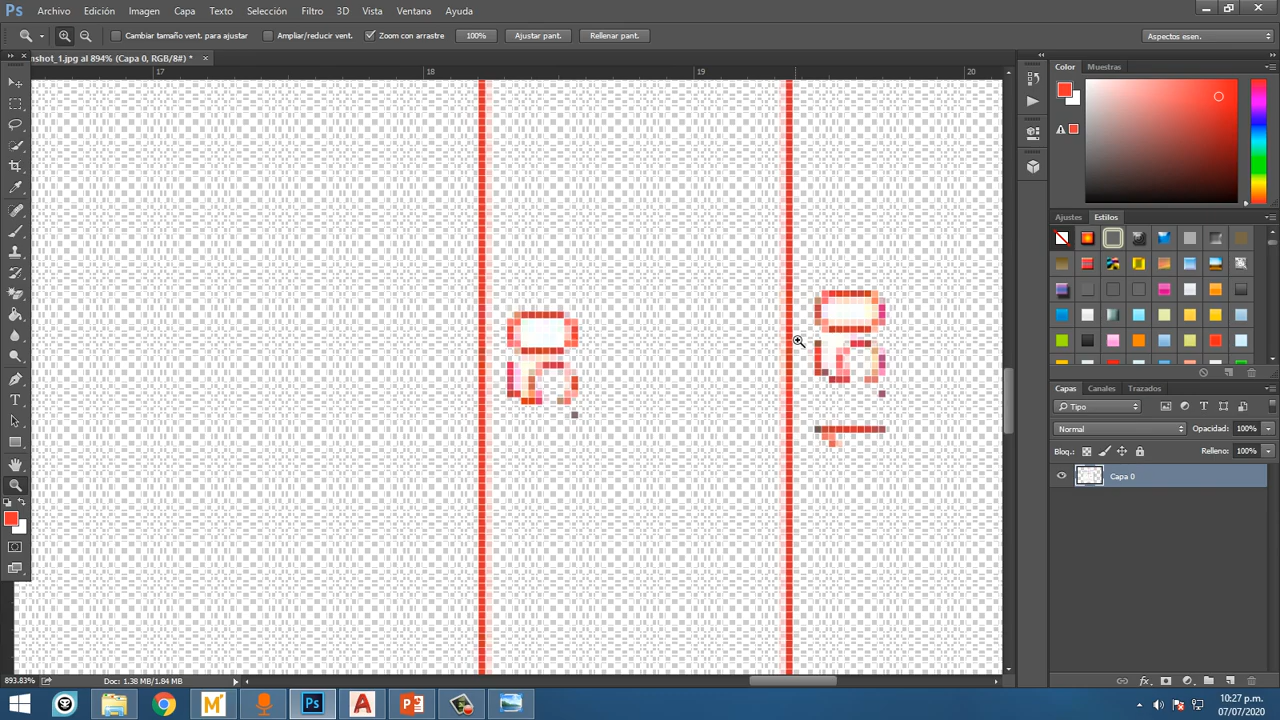 Ps Archivo Edición Imagen Capa Texto Selección Filtro 3D Vista Ventana Ayuda
Cambiar tamaño vent. para ajustar Ampliar/reducir vent. Zoom con arrastre 100% Ajustar pant. Rellenar pant. Aspectos esen.
nshot_1.jpg al 894% (Capa 0, RGB/8#) *
17 18 19 20
Color Muestras
Ajustes Estilos
Capas Canales Trazados
Tipo
Normal Opacidad: 100%
Bloq.: Relleno: 100%
Capa 0
893.83% Doc: 1.38 MB/1.84 MB
10:27 p.m.
07/07/2020